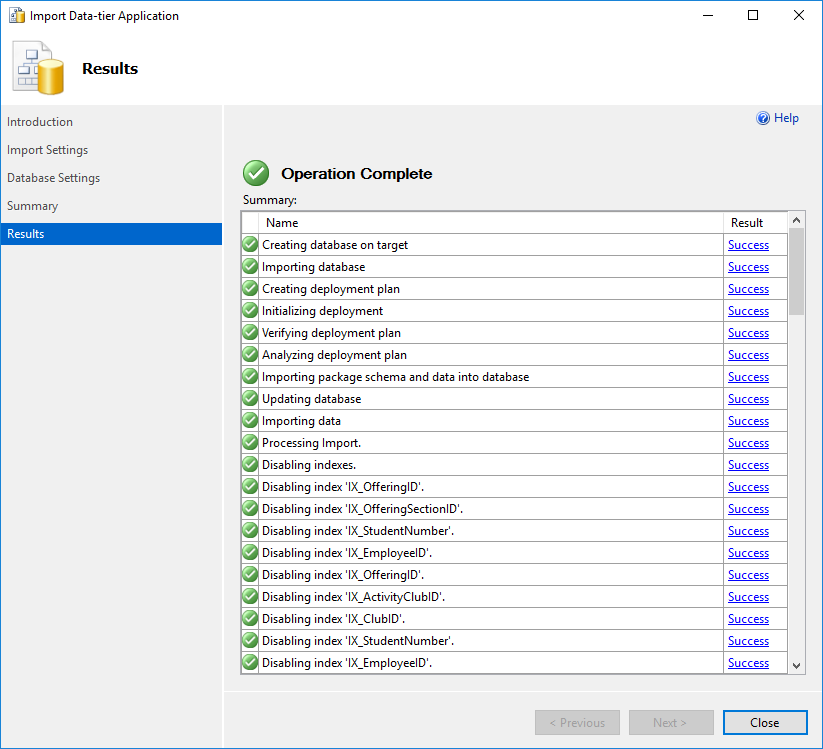 Import Data-tier Application
Results
Introduction
Import Settings
Database Settings
Summary
Results
Help
Operation Complete
Summary:
Name Result
Creating database on target Success
Importing database Success
Creating deployment plan Success
Initializing deployment Success
Verifying deployment plan Success
Analyzing deployment plan Success
Importing package schema and data into database Success
Updating database Success
Importing data Success
Processing Import. Success
Disabling indexes. Success
Disabling index 'IX_OfferingID'. Success
Disabling index 'IX_OfferingSectionID'. Success
Disabling index 'IX_StudentNumber'. Success
Disabling index 'IX_EmployeeID'. Success
Disabling index 'IX_OfferingID'. Success
Disabling index 'IX_ActivityClubID'. Success
Disabling index 'IX_ClubID'. Success
Disabling index 'IX_StudentNumber'. Success
Disabling index 'IX_EmployeeID'. Success
< Previous Next > Close